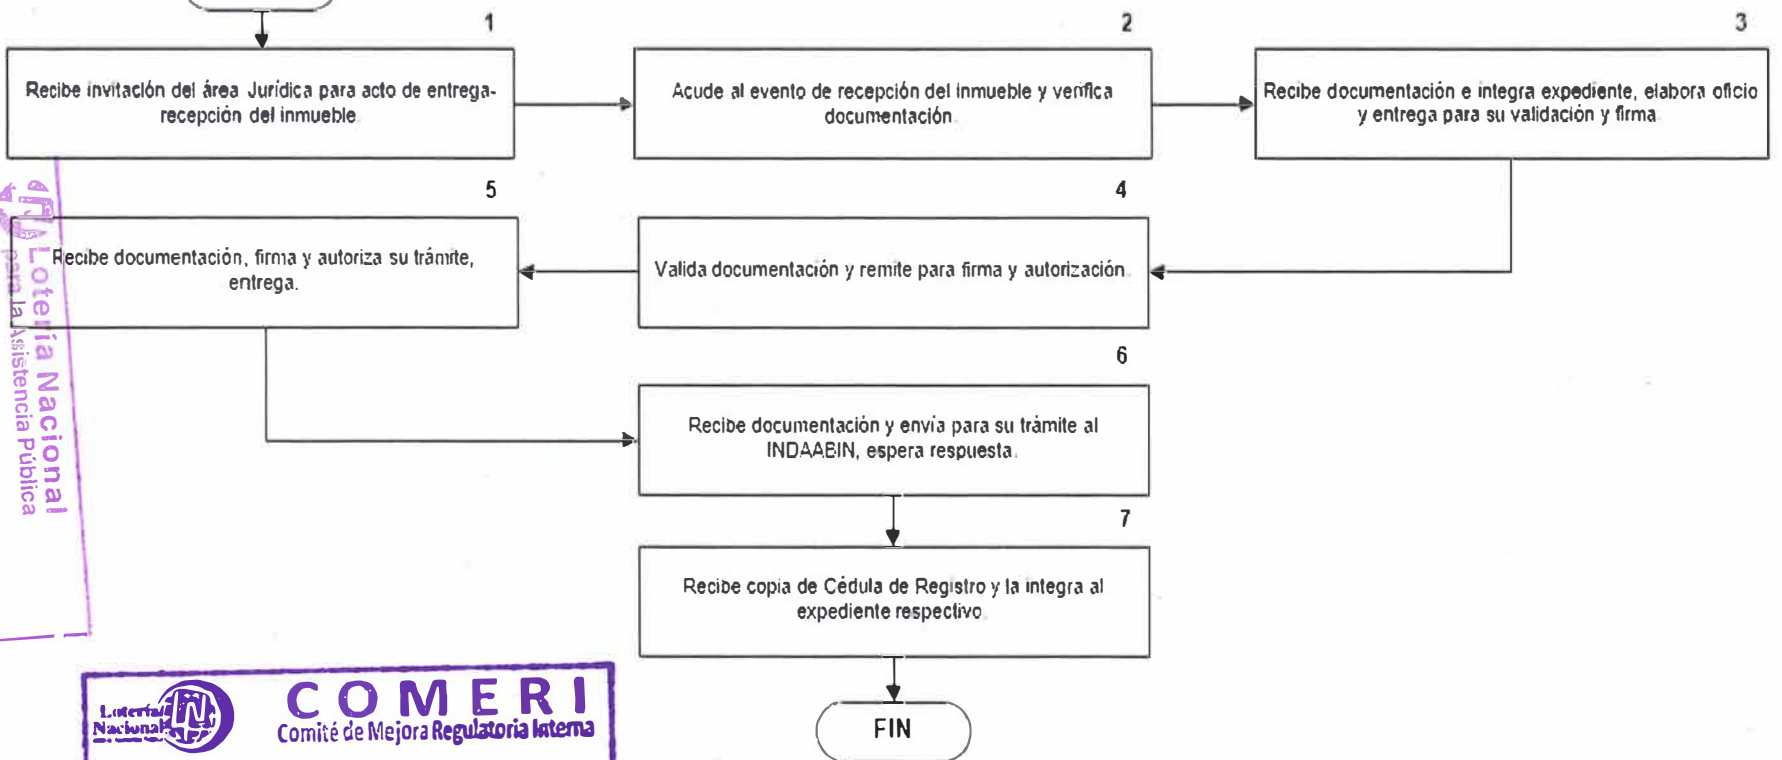 1
Recibe invitación del área Jurídica para acto de entrega-
recepción del inmueble.
2
Acude al evento de recepción del inmueble y verifica
documentación.
3
Recibe documentación e integra expediente, elabora oficio
y entrega para su validación y firma.
5
Recibe documentación, firma y autoriza su trámite,
entrega.
4
Valida documentación y remite para firma y autorización.
6
Recibe documentación y envía para su trámite al
INDAABIN, espera respuesta.
7
Recibe copia de Cédula de Registro y la integra al
expediente respectivo.
FIN
Lotería Nacional
para la Asistencia Pública
Lotería
Nacional
LN
COMERI
Comité de Mejora Regulatoria Interna